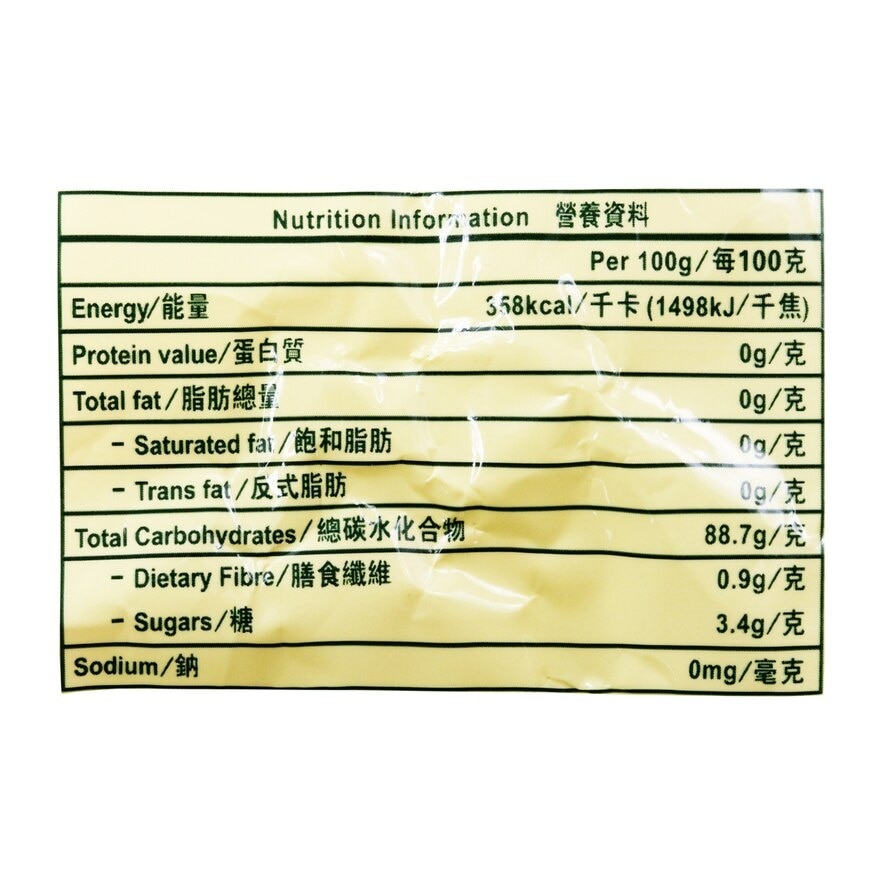 Nutrition Information 營養資料
Per 100g/每100克
Energy/能量 358kcal/千卡 (1498kJ/千焦)
Protein value/蛋白質 0g/克
Total fat/脂肪總量 0g/克
- Saturated fat/飽和脂肪 0g/克
- Trans fat/反式脂肪 0g/克
Total Carbohydrates/總碳水化合物 88.7g/克
- Dietary Fibre/膳食纖維 0.9g/克
- Sugars/糖 3.4g/克
Sodium/鈉 0mg/毫克